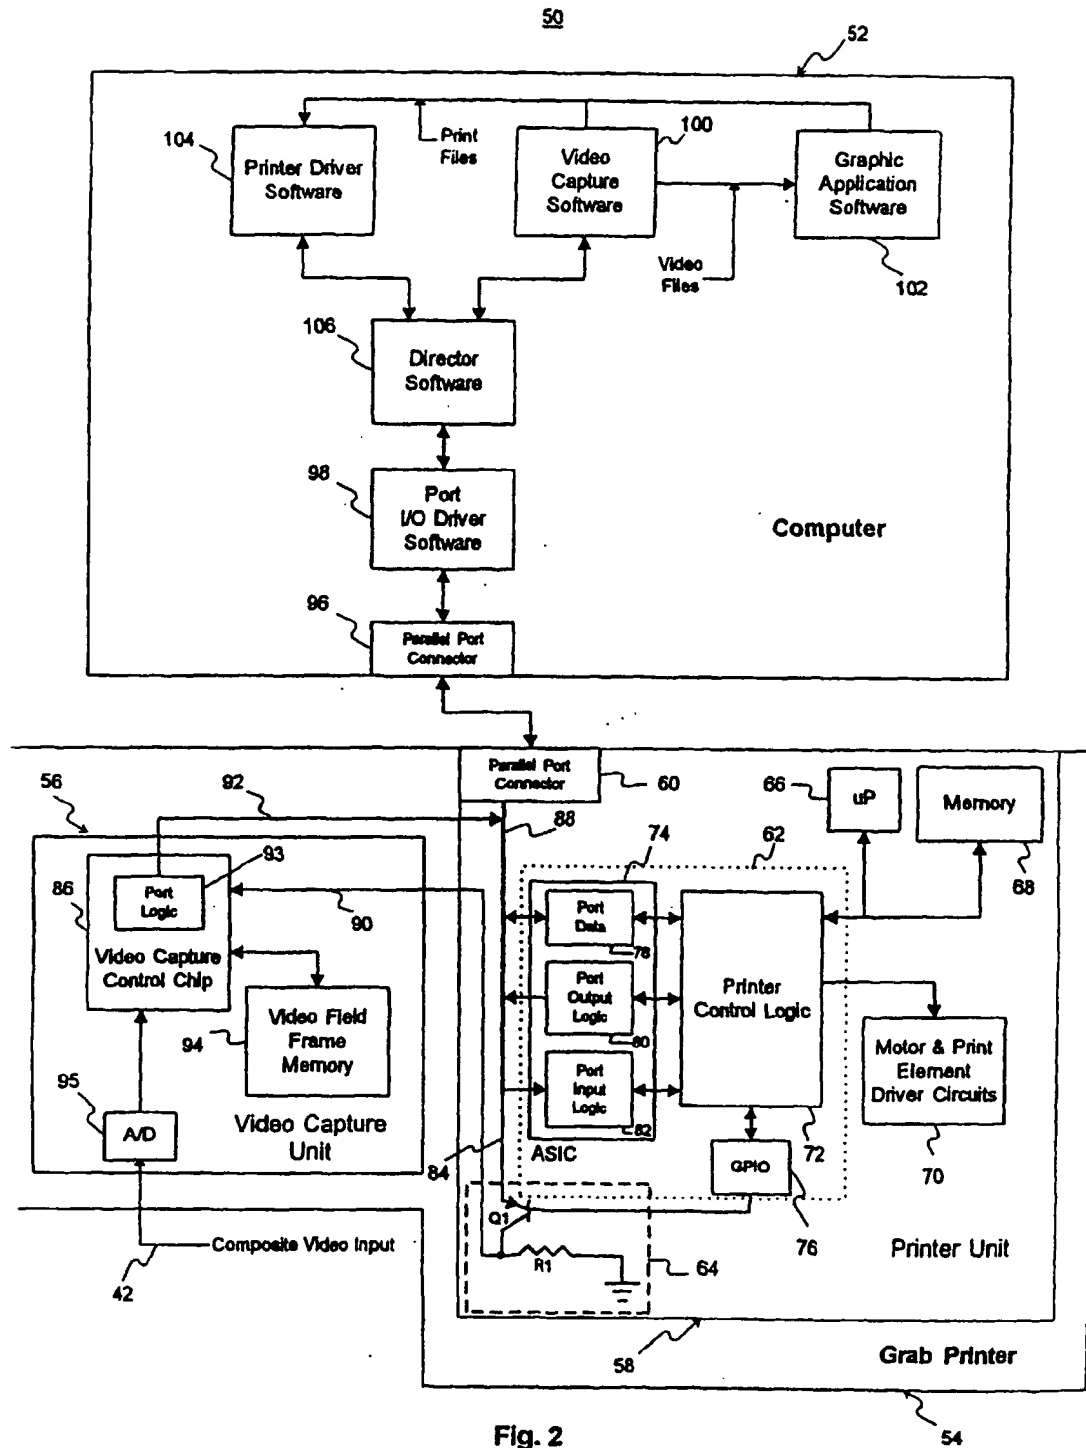 50
52
104
Printer Driver
Software
Print
Files
100
Video
Capture
Software
Graphic
Application
Software
Video
Files
102
106
Director
Software
98
Port
I/O Driver
Software
Computer
96
Parallel Port
Connector
56
92
Parallel Port
Connector
60
66
uP
Memory
68
88
74
62
86
93
Port
Logic
90
Video Capture
Control Chip
Port
Data
78
Port
Output
Logic
80
Port
Input
Logic
82
Printer
Control Logic
94
Video Field
Frame
Memory
Motor & Print
Element
Driver Circuits
95
A/D
Video Capture
Unit
84
ASIC
GPIO
72
70
Q1
R1
64
76
Printer Unit
Composite Video Input
42
58
Grab Printer
54
Fig. 2